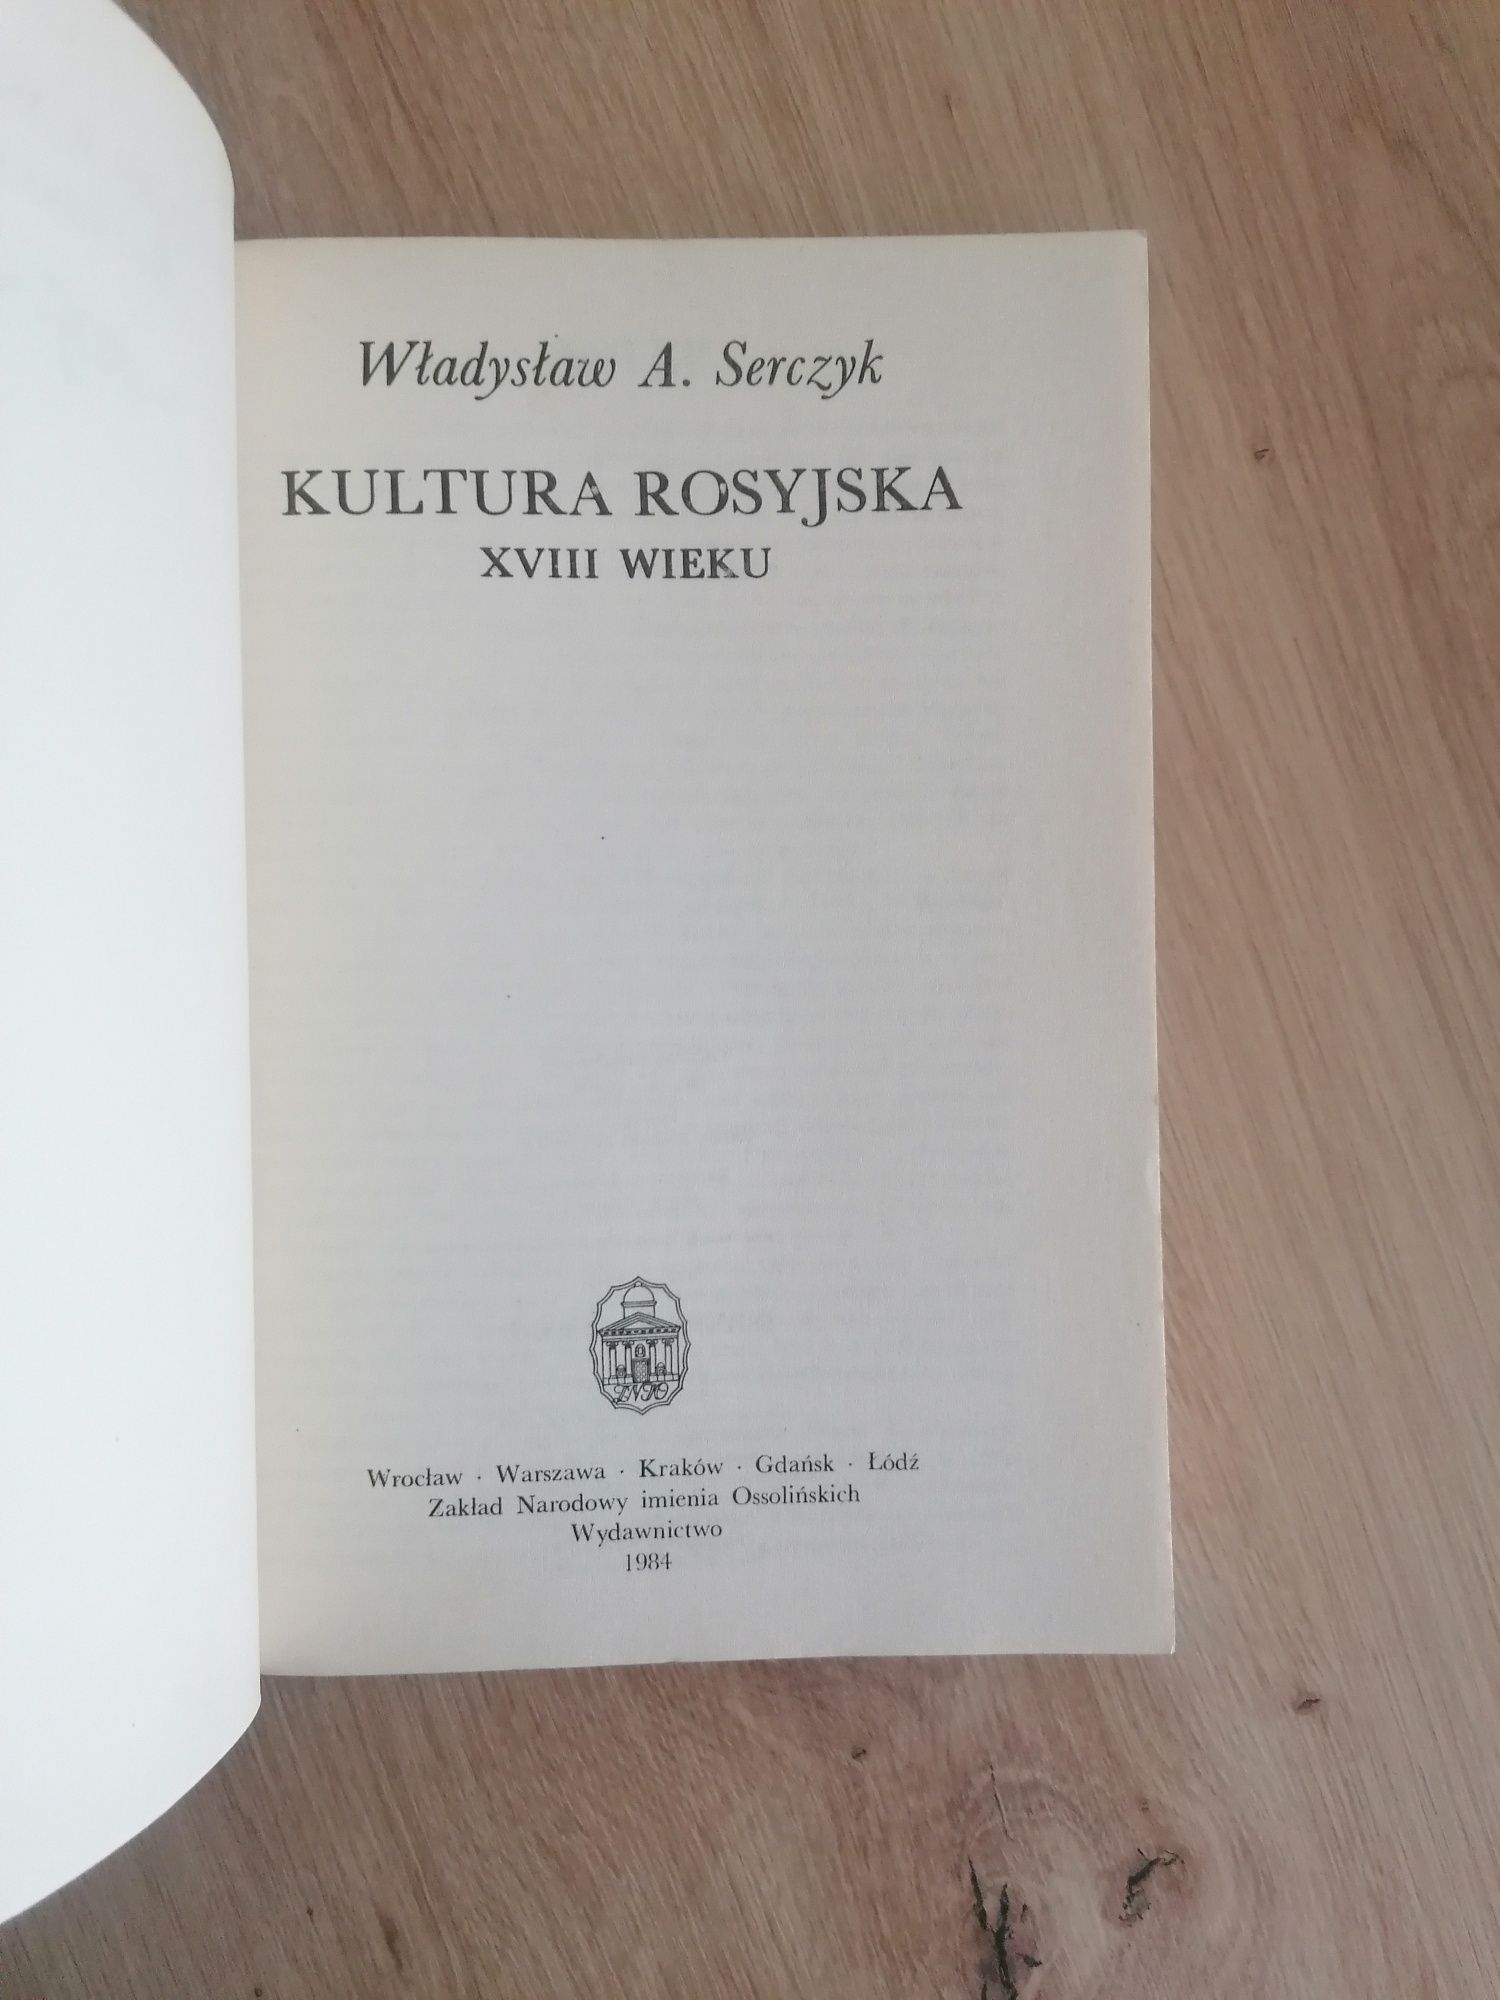 Władysław A. Serczyk
KULTURA ROSYJSKA
XVIII WIEKU
ZNIO
Wrocław · Warszawa · Kraków · Gdańsk · Łódź
Zakład Narodowy imienia Ossolińskich
Wydawnictwo
1984